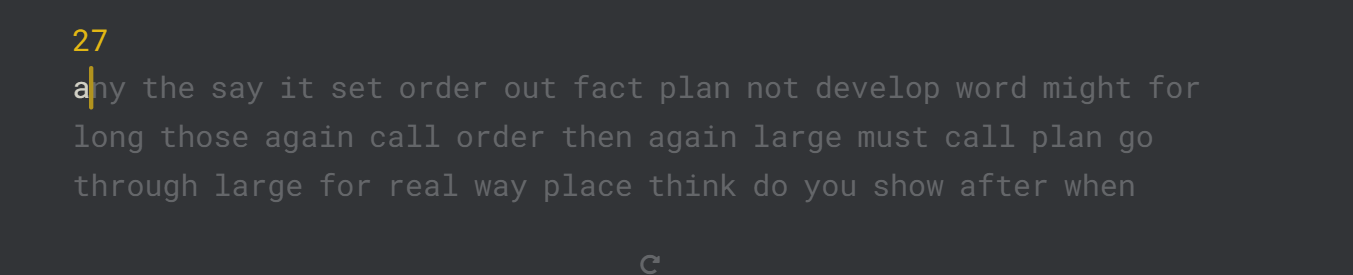 27
any the say it set order out fact plan not develop word might for
long those again call order then again large must call plan go
through large for real way place think do you show after when